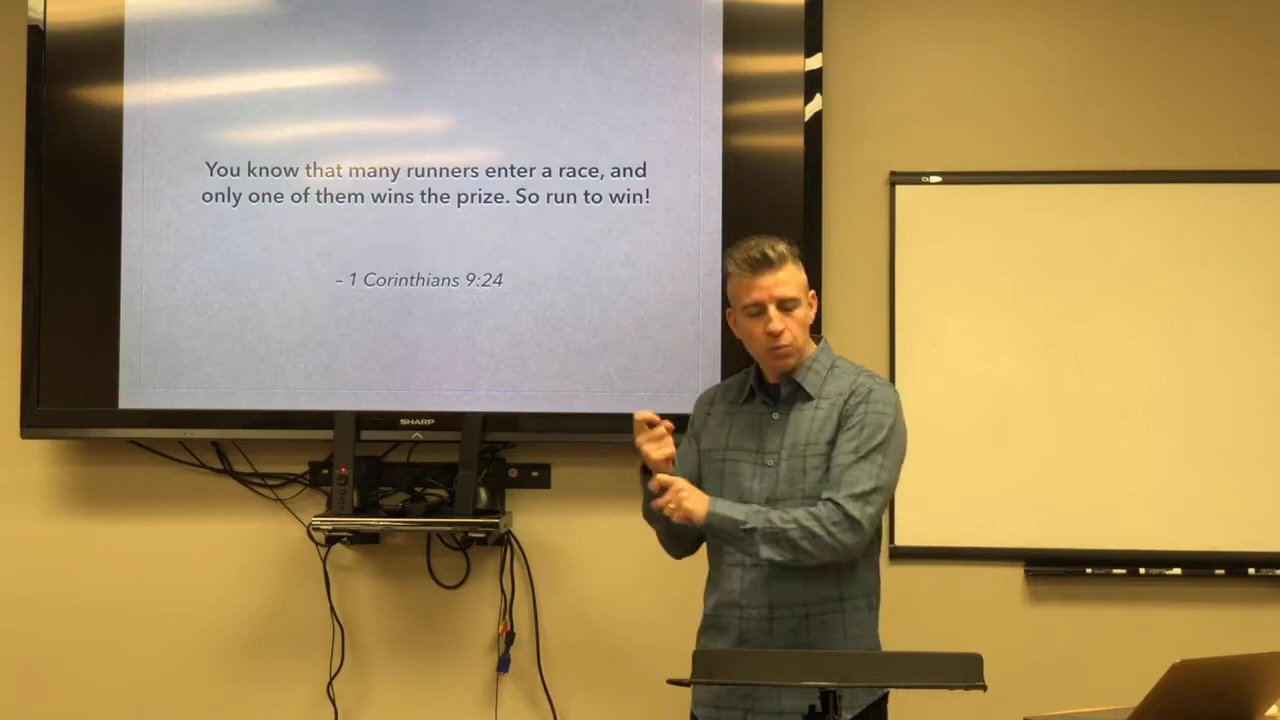 You know that many runners enter a race, and
only one of them wins the prize. So run to win!
– 1 Corinthians 9:24
SHARP